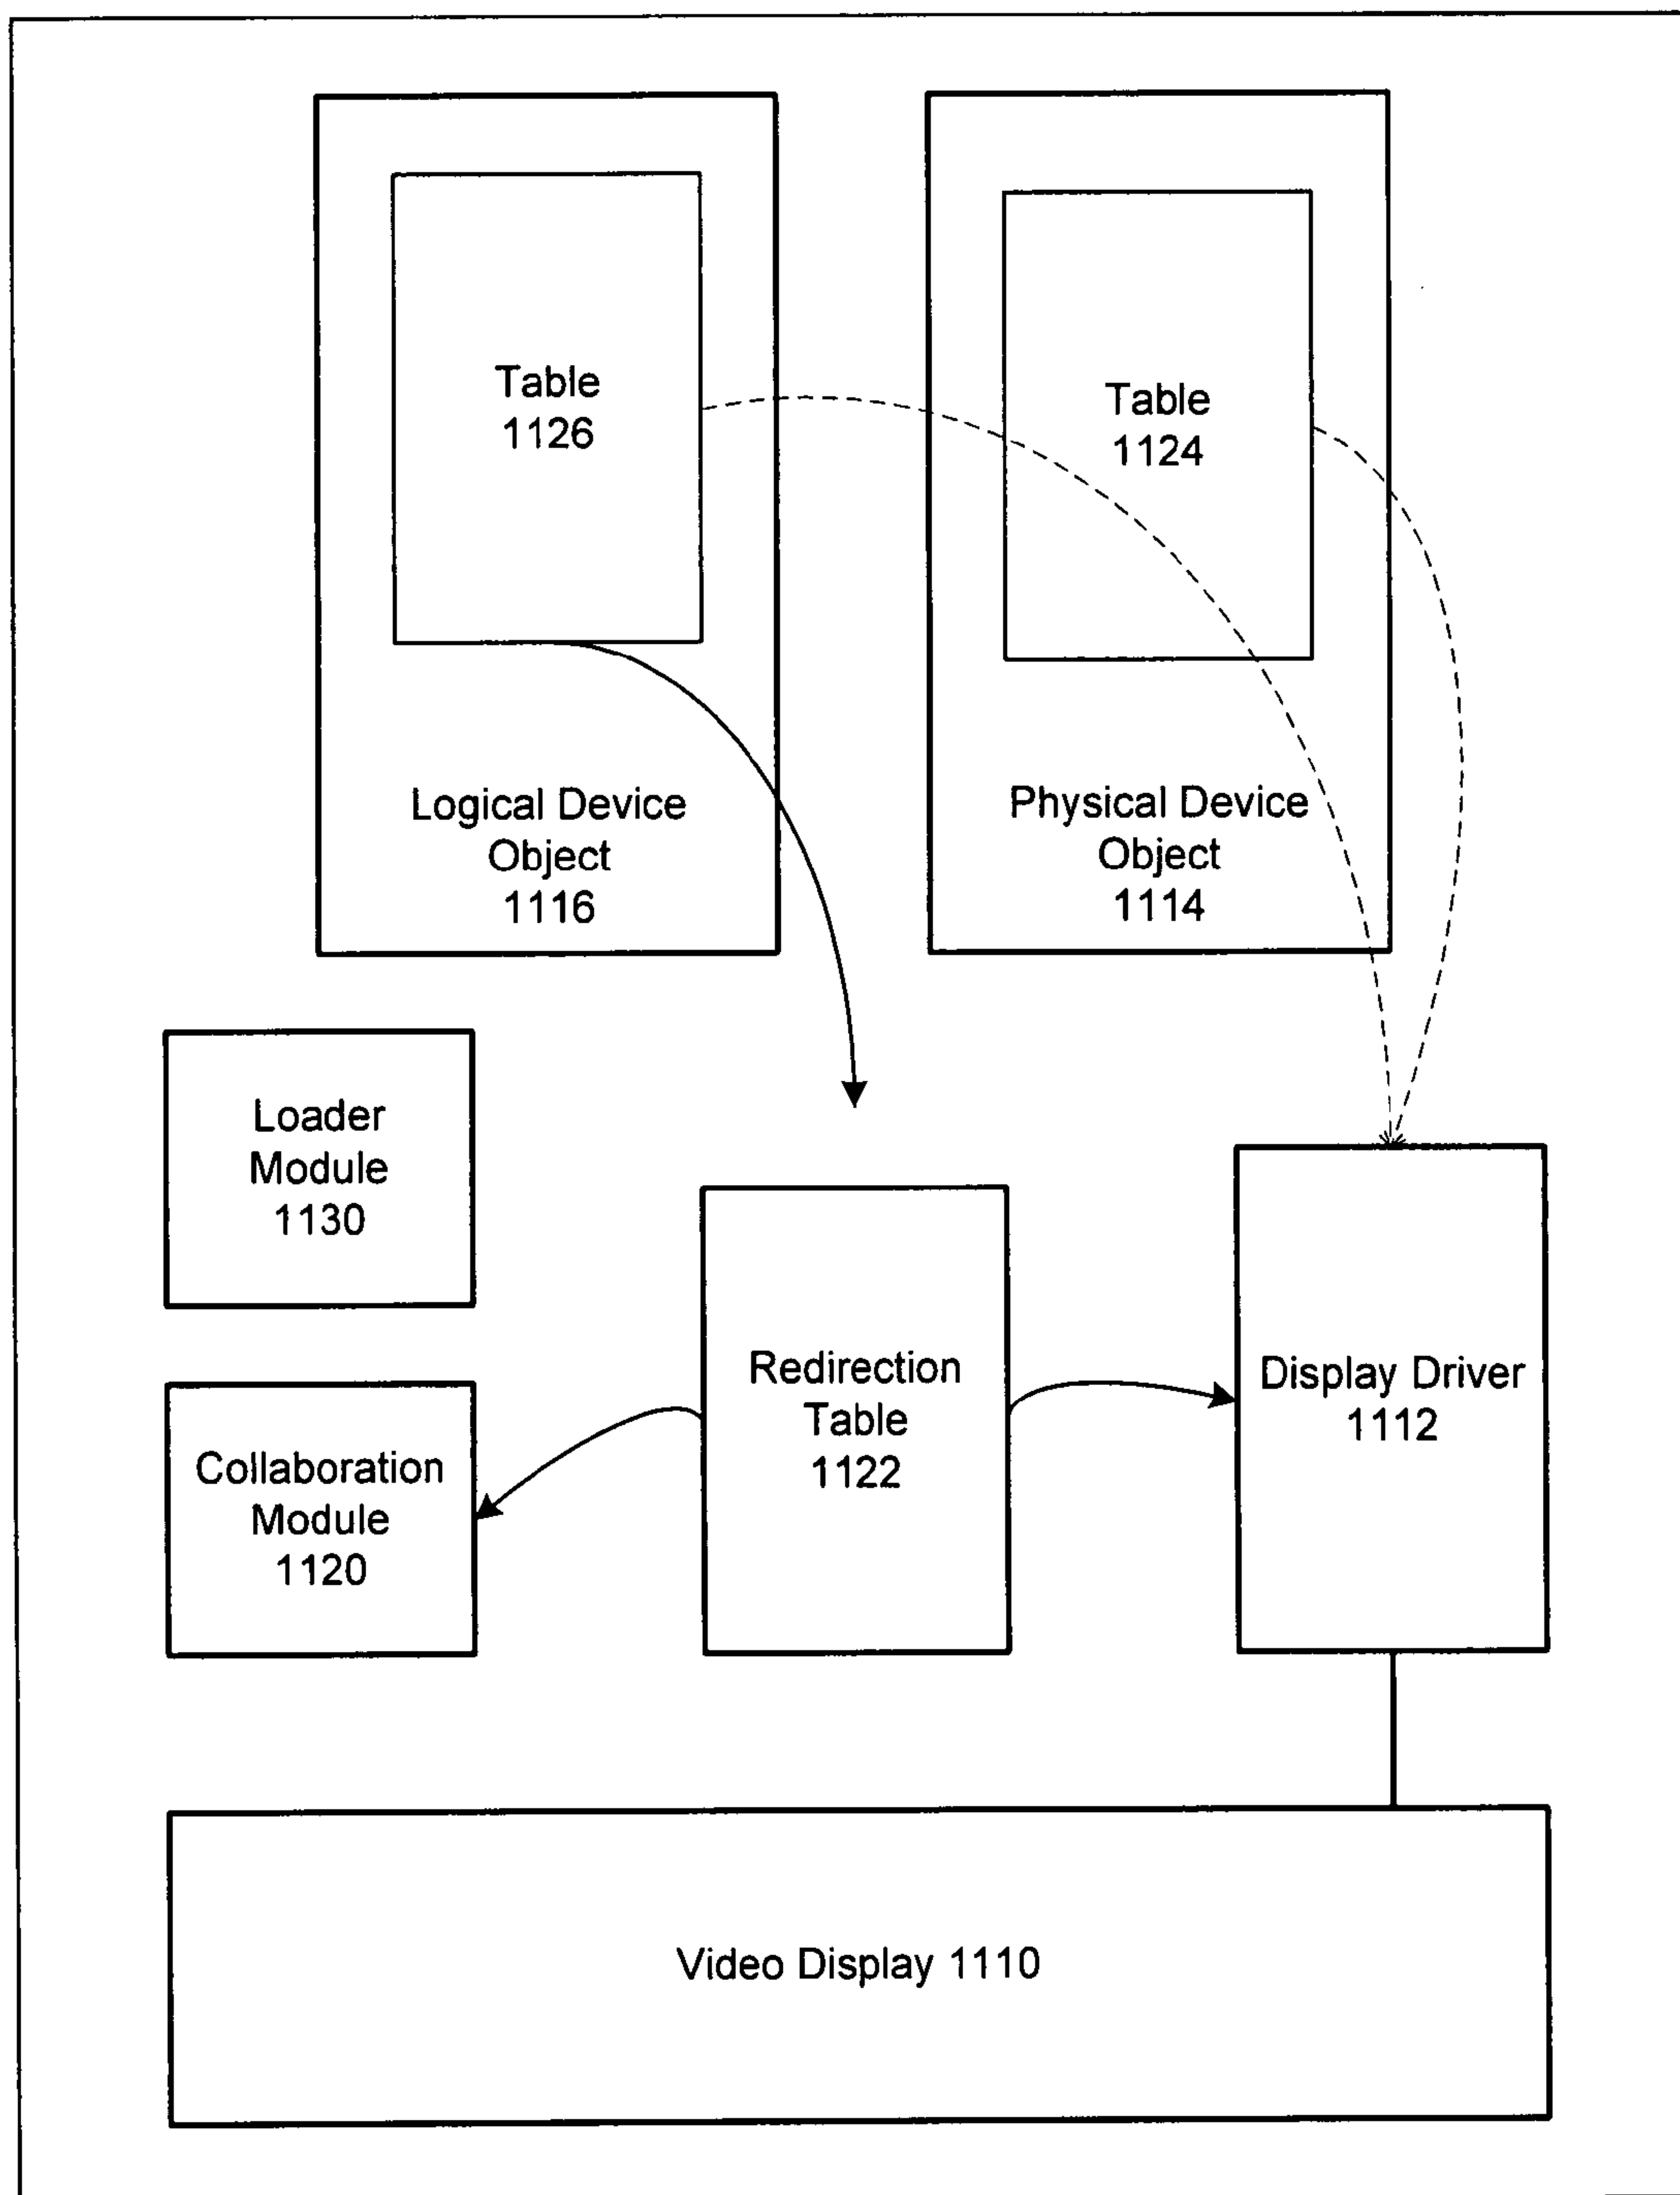 Table
1126
Table
1124
Logical Device
Object
1116
Physical Device
Object
1114
Loader
Module
1130
Redirection
Table
1122
Display Driver
1112
Collaboration
Module
1120
Video Display 1110